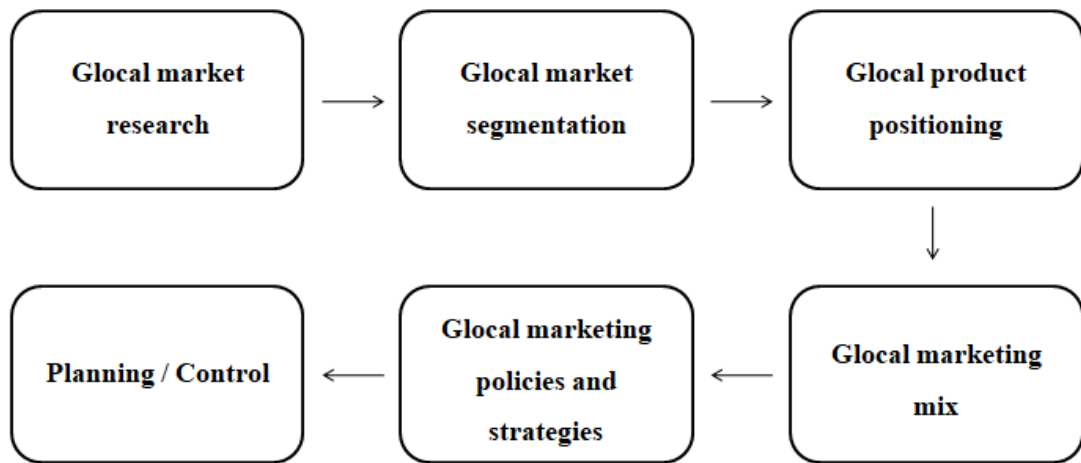 Glocal market
research
Glocal market
segmentation
Glocal product
positioning
Glocal marketing
mix
Glocal marketing
policies and
strategies
Planning / Control